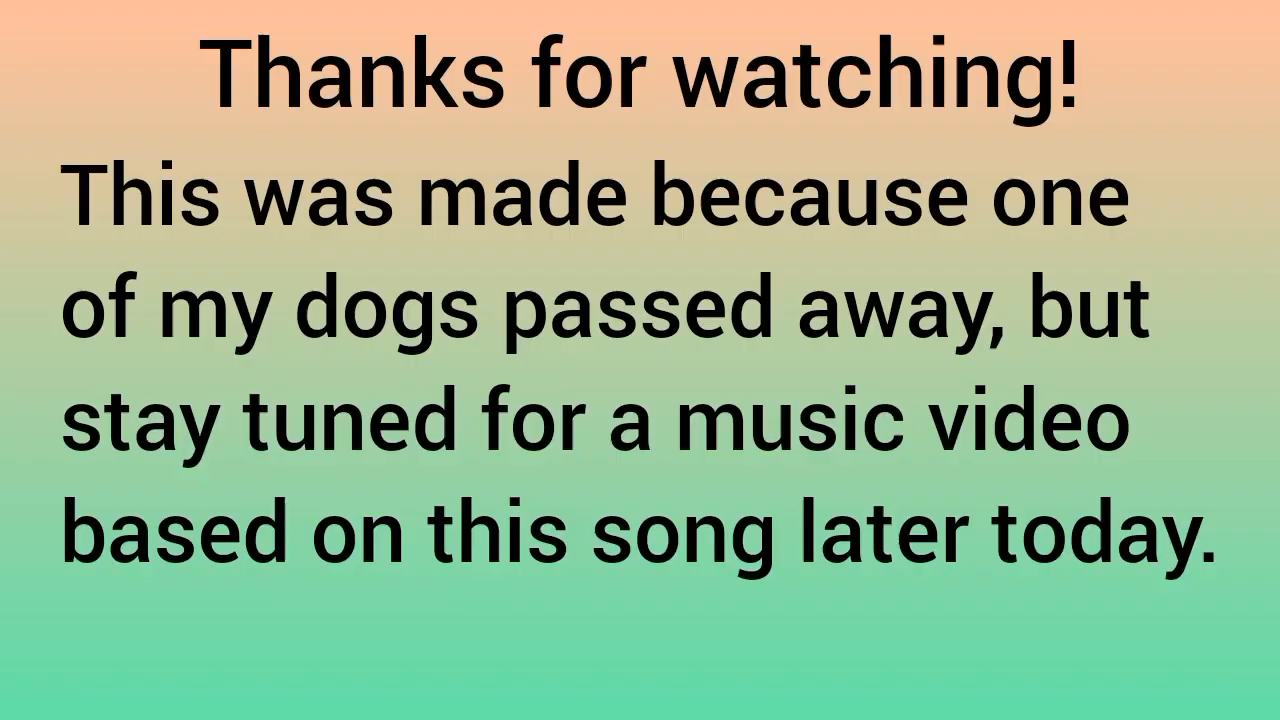 Thanks for watching!
This was made because one
of my dogs passed away, but
stay tuned for a music video
based on this song later today.